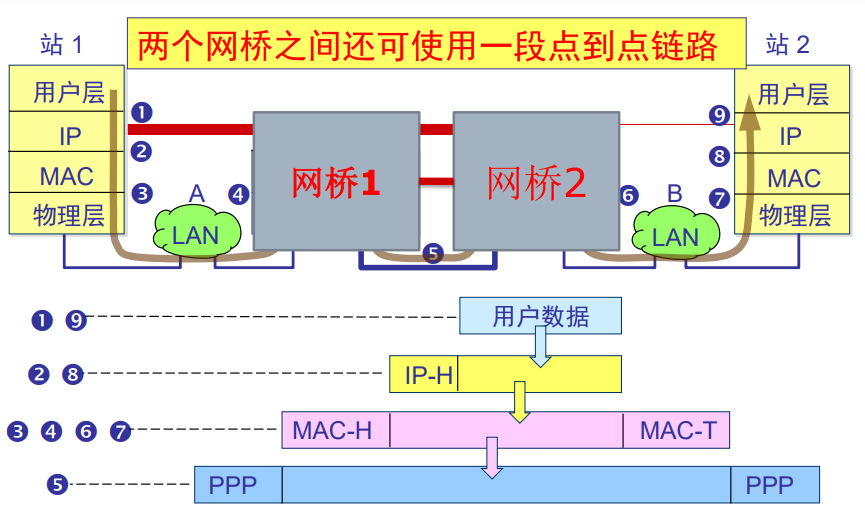 两个网桥之间还可使用一段点到点链路
站 1
站 2
用户层
IP
MAC
物理层
❶
❷
❸
A
LAN
❹
网桥1
❺
网桥2
❻
B
LAN
❾
❽
❼
用户层
IP
MAC
物理层
❶ ❾
用户数据
❷ ❽
IP-H
❸ ❹ ❻ ❼
MAC-H
MAC-T
❺
PPP
PPP